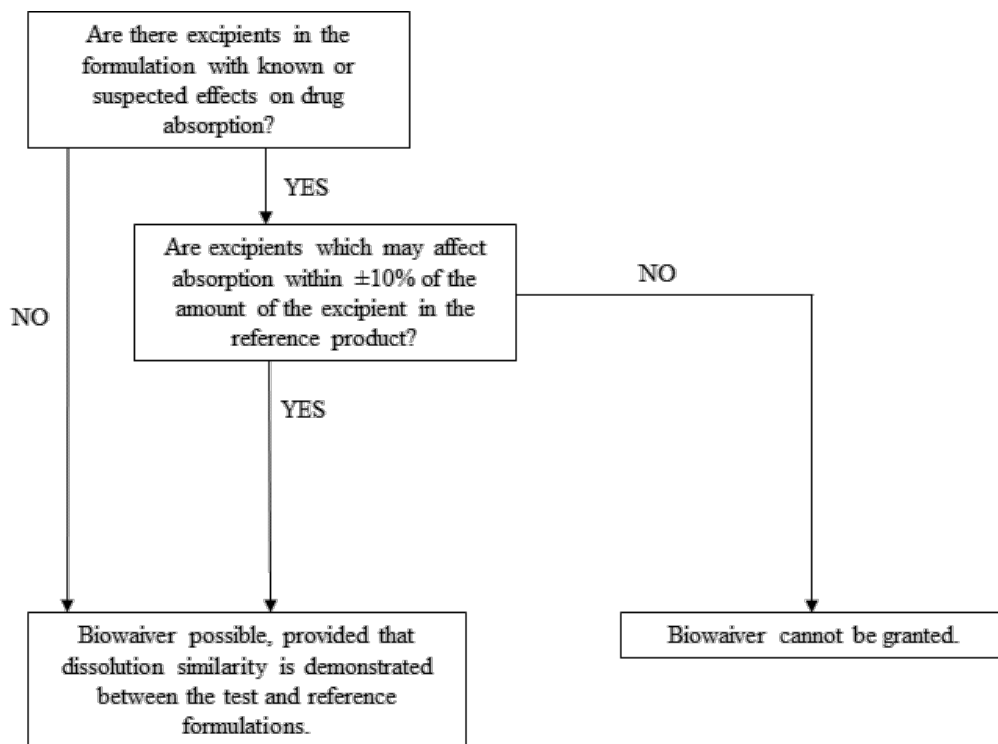 Are there excipients in the
formulation with known or
suspected effects on drug
absorption?
YES
Are excipients which may affect
absorption within ±10% of the
amount of the excipient in the
reference product?
NO
NO
YES
Biowaiver possible, provided that
dissolution similarity is demonstrated
between the test and reference
formulations.
Biowaiver cannot be granted.